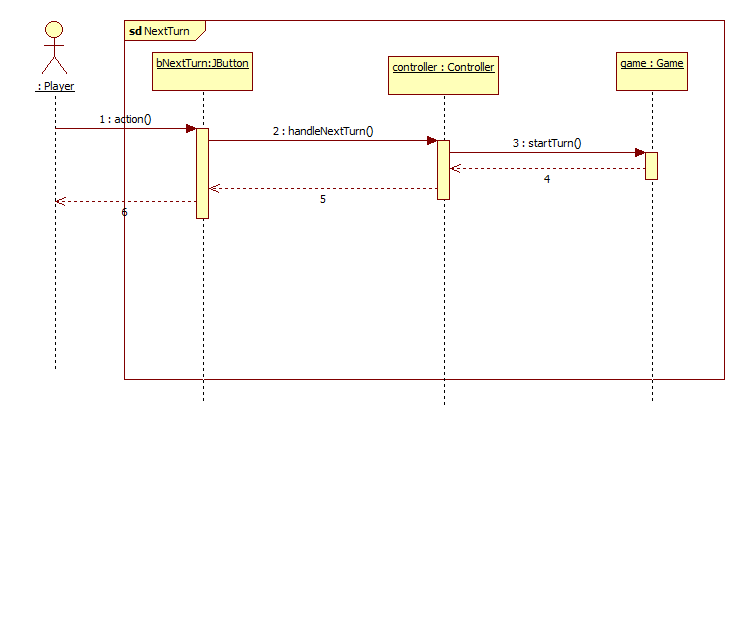 sd NextTurn
: Player
bNextTurn:JButton
controller : Controller
game : Game
1 : action()
2 : handleNextTurn()
3 : startTurn()
4
5
6